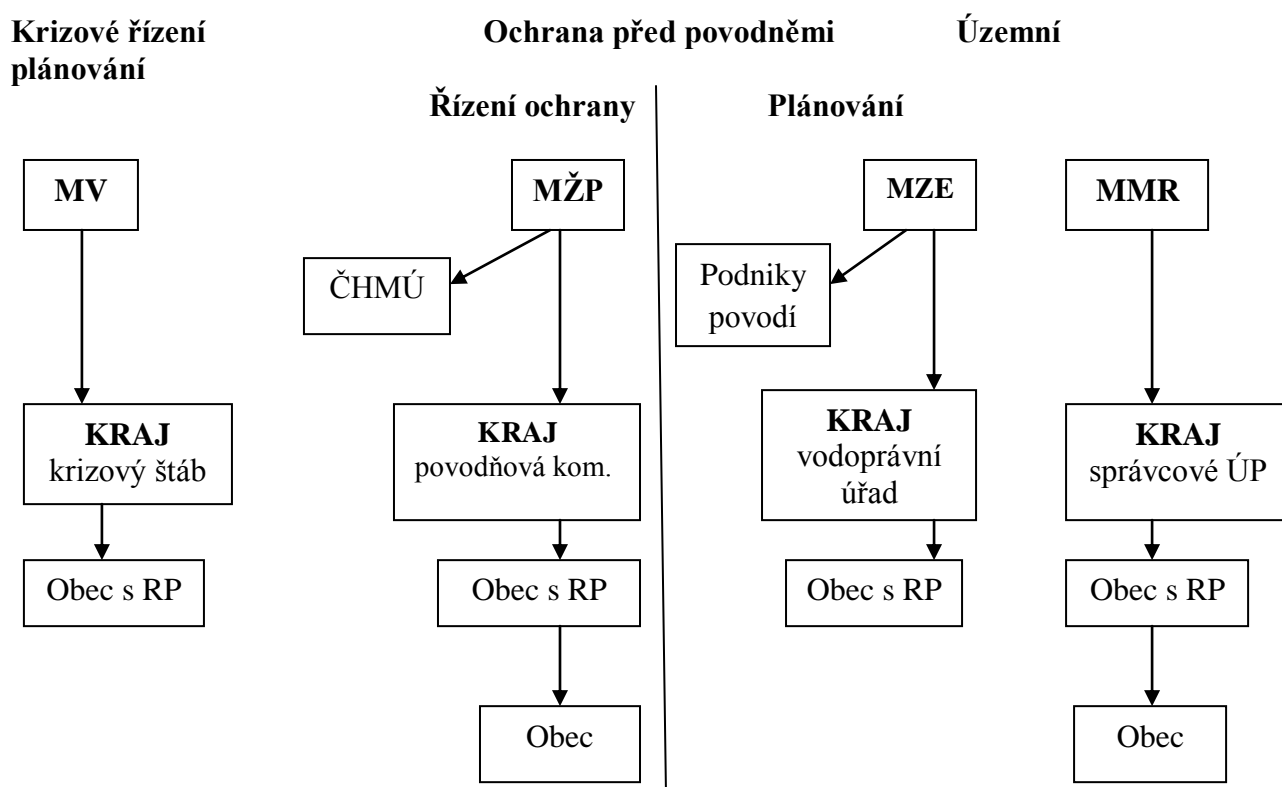 Krizové řízení Ochrana před povodněmi Územní
plánování
Řízení ochrany Plánování
MV MŽP MZE MMR
ČHMÚ Podniky
povodí
KRAJ
krizový štáb
KRAJ
povodňová kom.
KRAJ
vodoprávní
úřad
KRAJ
správcové ÚP
Obec s RP Obec s RP Obec s RP Obec s RP
Obec Obec